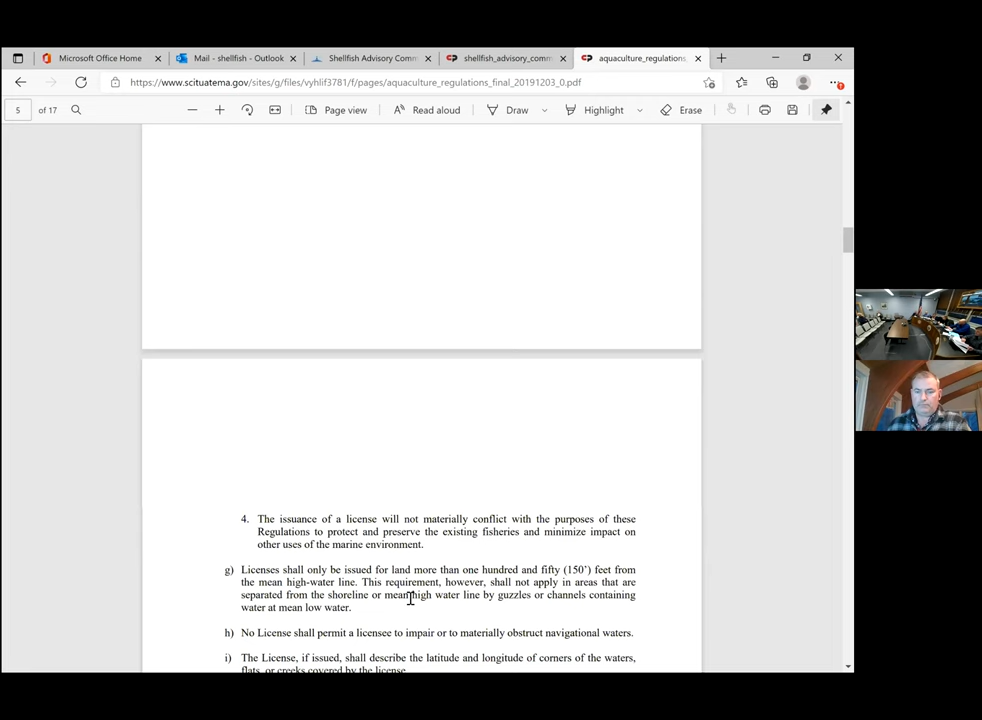 Microsoft Office Home
Mail - shellfish - Outlook
Shellfish Advisory Comm
shellfish_advisory_comm
aquaculture_regulations_
https://www.scituatema.gov/sites/g/files/vyhlif3781/f/pages/aquaculture_regulations_final_20191203_0.pdf
5 of 17
Page view
Read aloud
Draw
Highlight
Erase
4. The issuance of a license will not materially conflict with the purposes of these
Regulations to protect and preserve the existing fisheries and minimize impact on
other uses of the marine environment.
g) Licenses shall only be issued for land more than one hundred and fifty (150') feet from
the mean high-water line. This requirement, however, shall not apply in areas that are
separated from the shoreline or mean high water line by guzzles or channels containing
water at mean low water.
h) No License shall permit a licensee to impair or to materially obstruct navigational waters.
i) The License, if issued, shall describe the latitude and longitude of corners of the waters,
flats, or creeks covered by the license.